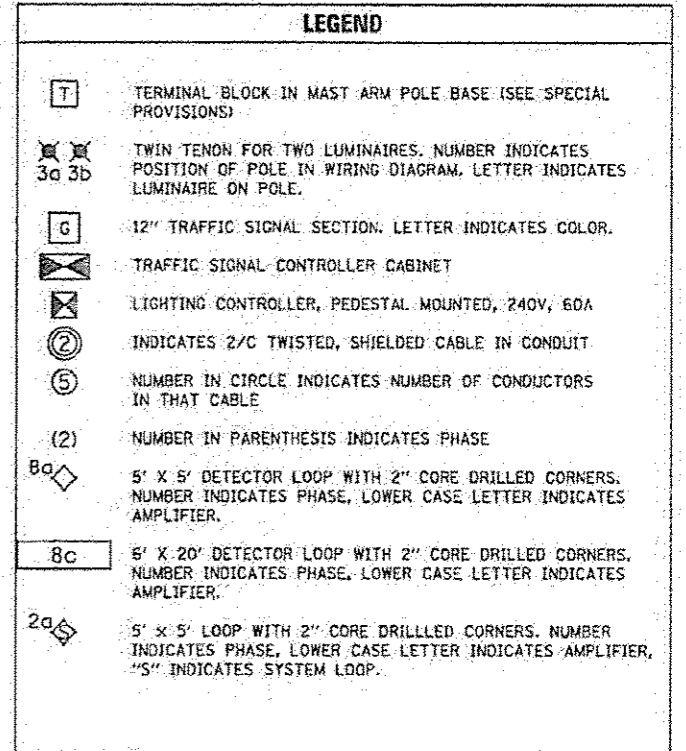 LEGEND
T TERMINAL BLOCK IN MAST ARM POLE BASE (SEE SPECIAL
PROVISIONS)
TWIN TENON FOR TWO LUMINAIRES. NUMBER INDICATES
3a 3b POSITION OF POLE IN WIRING DIAGRAM. LETTER INDICATES
LUMINAIRE ON POLE.
G 12" TRAFFIC SIGNAL SECTION. LETTER INDICATES COLOR.
TRAFFIC SIGNAL CONTROLLER CABINET
LIGHTING CONTROLLER, PEDESTAL MOUNTED, 240V, 60A
2 INDICATES 2/C TWISTED, SHIELDED CABLE IN CONDUIT
5 NUMBER IN CIRCLE INDICATES NUMBER OF CONDUCTORS
IN THAT CABLE
(2) NUMBER IN PARENTHESIS INDICATES PHASE
8a 5' X 5' DETECTOR LOOP WITH 2" CORE DRILLED CORNERS.
NUMBER INDICATES PHASE, LOWER CASE LETTER INDICATES
AMPLIFIER.
8c 6' X 20' DETECTOR LOOP WITH 2" CORE DRILLED CORNERS.
NUMBER INDICATES PHASE, LOWER CASE LETTER INDICATES
AMPLIFIER.
2a S 5' x 5' LOOP WITH 2" CORE DRILLLED CORNERS. NUMBER
INDICATES PHASE, LOWER CASE LETTER INDICATES AMPLIFIER,
"S" INDICATES SYSTEM LOOP.